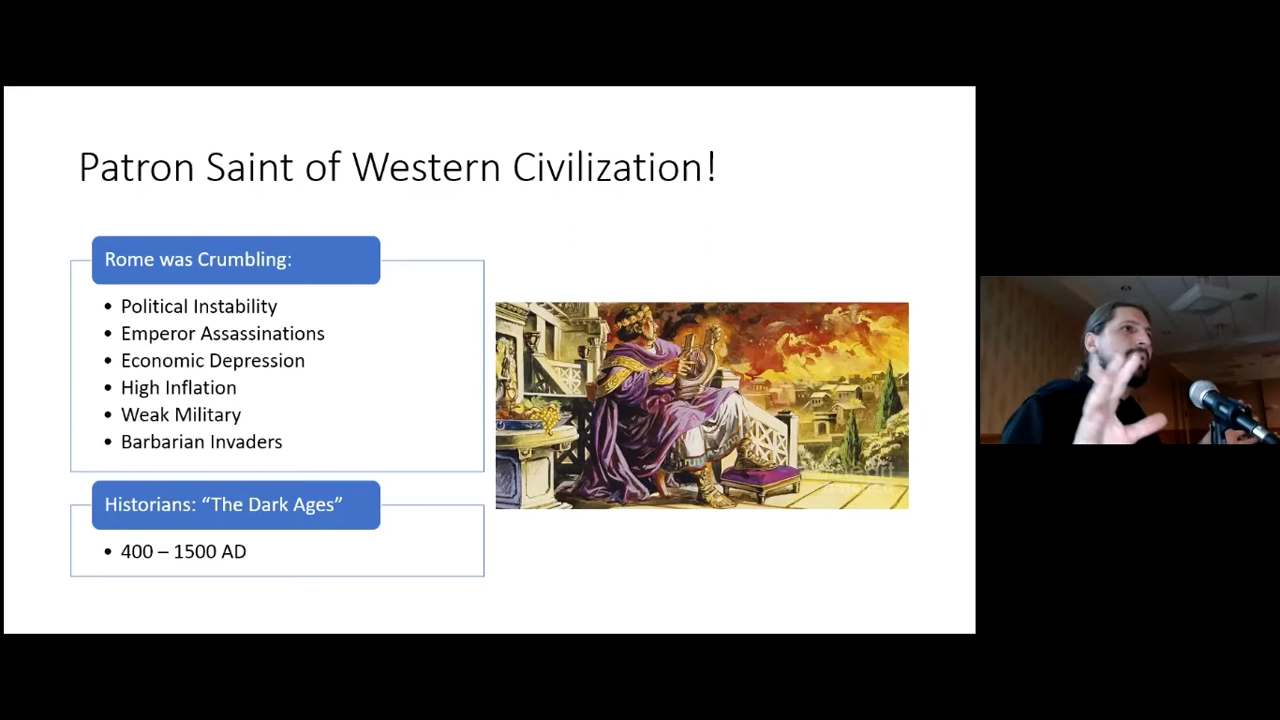 Patron Saint of Western Civilization!
Rome was Crumbling:
• Political Instability
• Emperor Assassinations
• Economic Depression
• High Inflation
• Weak Military
• Barbarian Invaders
Historians: “The Dark Ages”
• 400 – 1500 AD